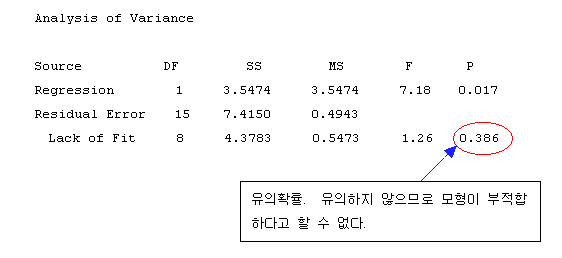 Analysis of Variance
Source DF SS MS F P
Regression 1 3.5474 3.5474 7.18 0.017
Residual Error 15 7.4150 0.4943
Lack of Fit 8 4.3783 0.5473 1.26 0.386
유의확률. 유의하지 않으므로 모형이 부적합
하다고 할 수 없다.